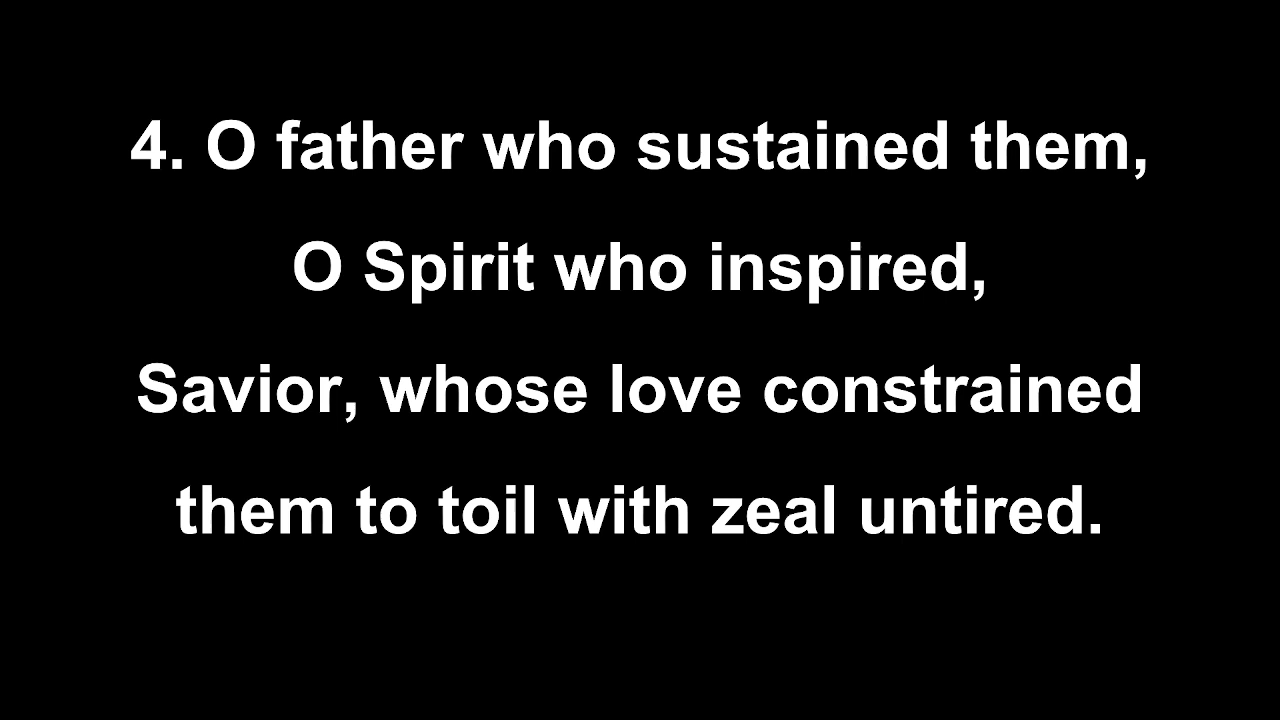 4. O father who sustained them,
O Spirit who inspired,
Savior, whose love constrained
them to toil with zeal untired.